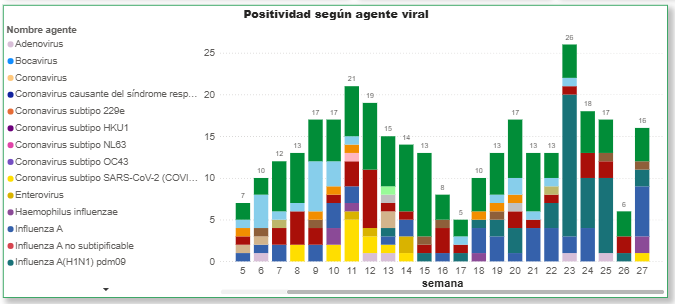 Positividad según agente viral
Nombre agente
Adenovirus
Bocavirus
Coronavirus
Coronavirus causante del síndrome resp...
Coronavirus subtipo 229e
Coronavirus subtipo HKU1
Coronavirus subtipo NL63
Coronavirus subtipo OC43
Coronavirus subtipo SARS-CoV-2 (COVI...
Enterovirus
Haemophilus influenzae
Influenza A
Influenza A no subtipificable
Influenza A(H1N1) pdm09
25
20
15
10
5
0
7 10 12 13 17 17 21 19 15 14 13 8 5 10 13 17 13 13 26 18 17 6 16
5 6 7 8 9 10 11 12 13 14 15 16 17 18 19 20 21 22 23 24 25 26 27
semana